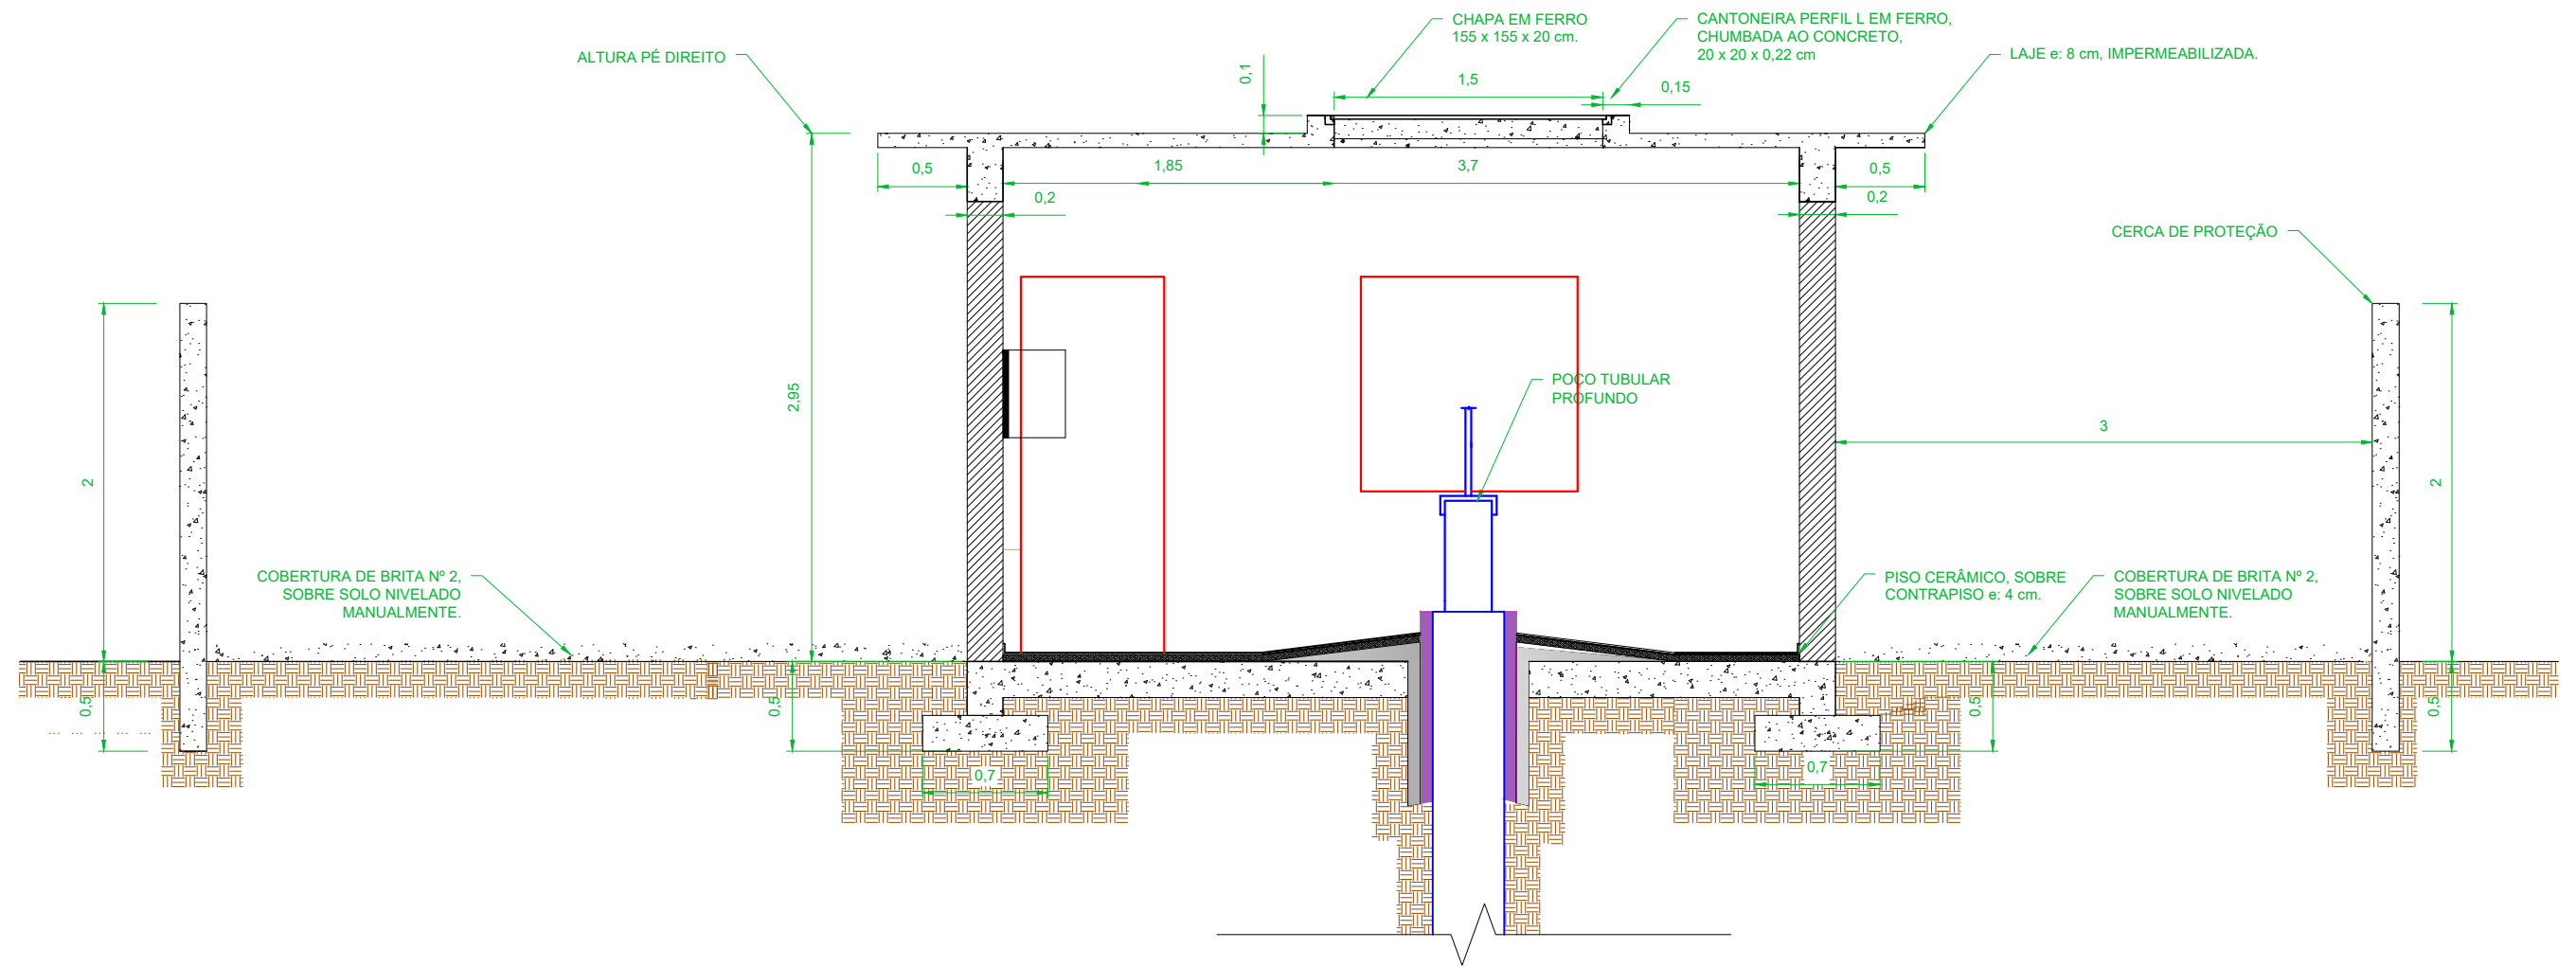 CHAPA EM FERRO
155 x 155 x 20 cm.
CANTONEIRA PERFIL L EM FERRO,
CHUMBADA AO CONCRETO,
20 x 20 x 0,22 cm
ALTURA PÉ DIREITO
LAJE e: 8 cm, IMPERMEABILIZADA.
0,1
1,5
0,15
0,5
1,85
3,7
0,5
0,2
0,2
CERCA DE PROTEÇÃO
POÇO TUBULAR
PROFUNDO
2,95
3
2
2
COBERTURA DE BRITA Nº 2,
SOBRE SOLO NIVELADO
MANUALMENTE.
PISO CERÂMICO, SOBRE
CONTRAPISO e: 4 cm.
COBERTURA DE BRITA Nº 2,
SOBRE SOLO NIVELADO
MANUALMENTE.
0,5
0,5
0,5
0,5
0,7
0,7